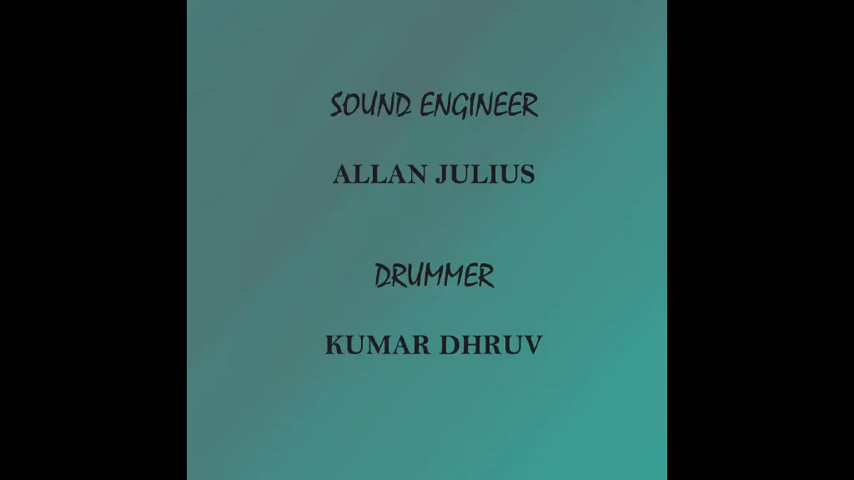 SOUND ENGINEER
ALLAN JULIUS
DRUMMER
KUMAR DHRUV